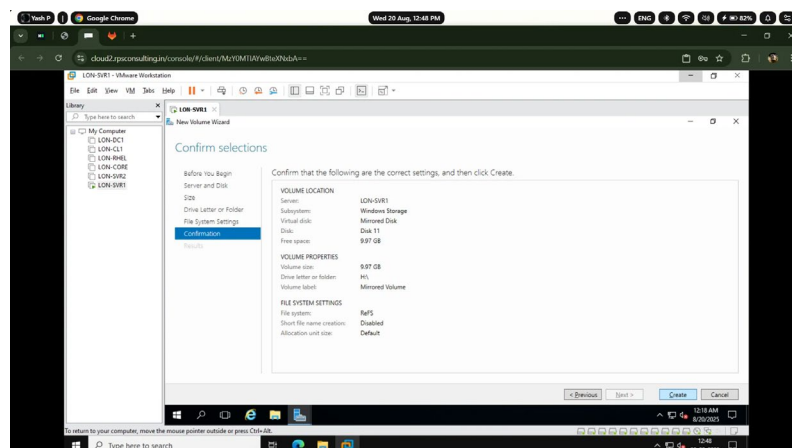 Yash P
Google Chrome
Wed 20 Aug, 12:48 PM
ENG
82%
cloud2.rpsconsulting.in/console/#/client/MzY0MTIAYwBteXNxbA==
LON-SVR1 - VMware Workstation
File Edit View VM Tabs Help
Library
Type here to search
My Computer
LON-DC1
LON-CL1
LON-RHEL
LON-CORE
LON-SVR2
LON-SVR1
LON-SVR1
New Volume Wizard
Confirm selections
Before You Begin
Server and Disk
Size
Drive Letter or Folder
File System Settings
Confirmation
Results
Confirm that the following are the correct settings, and then click Create.
VOLUME LOCATION
Server: LON-SVR1
Subsystem: Windows Storage
Virtual disk: Mirrored Disk
Disk: Disk 11
Free space: 9.97 GB
VOLUME PROPERTIES
Volume size: 9.97 GB
Drive letter or folder: H:\
Volume label: Mirrored Volume
FILE SYSTEM SETTINGS
File system: ReFS
Short file name creation: Disabled
Allocation unit size: Default
< Previous Next > Create Cancel
12:18 AM
8/20/2025
To return to your computer, move the mouse pointer outside or press Ctrl+Alt.
Type here to search
12:48